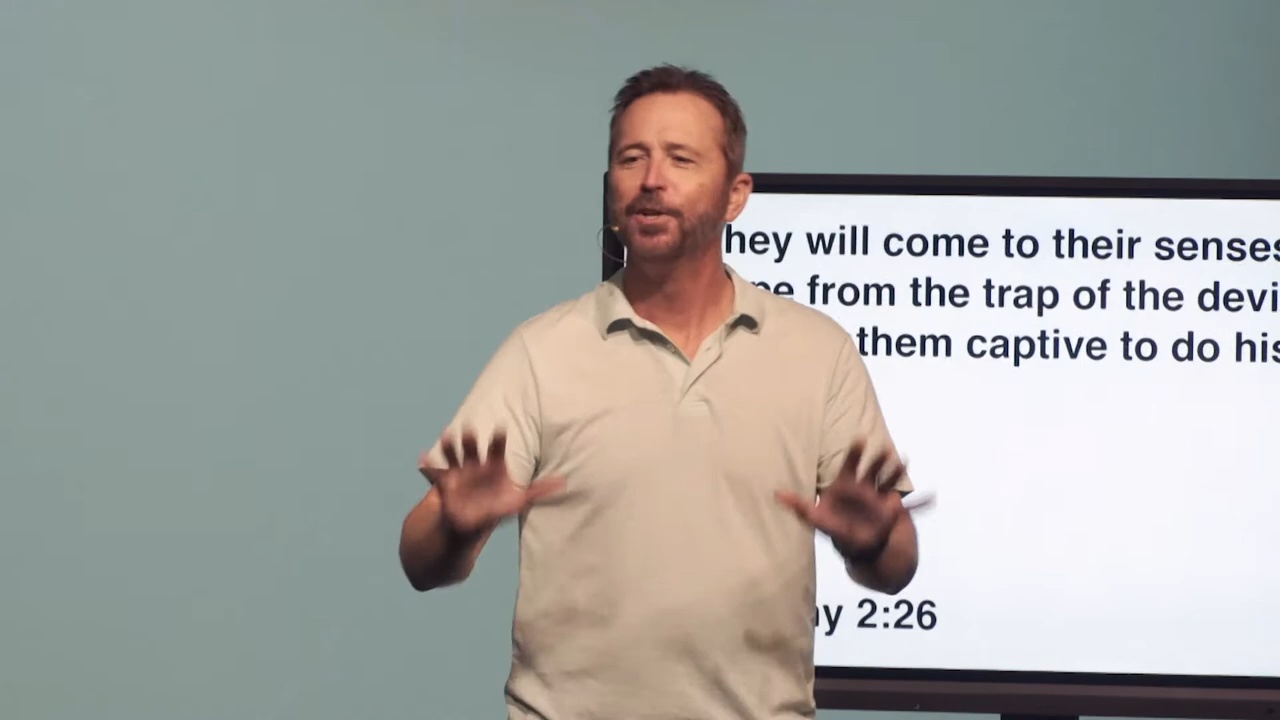 hey will come to their senses
from the trap of the devi
them captive to do his
2:26